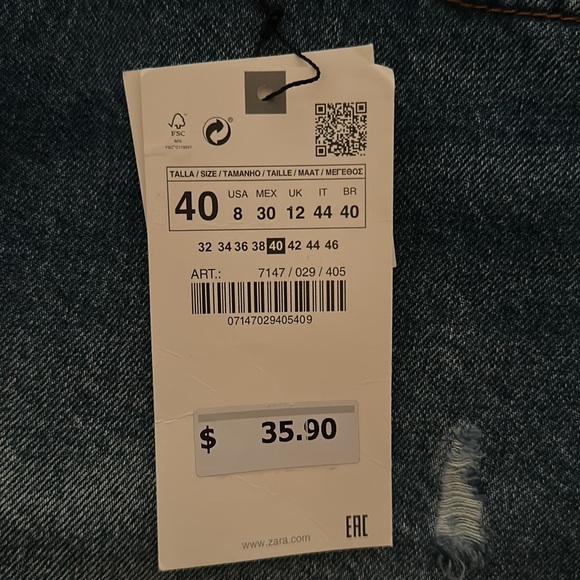 FSC
TALLA / SIZE / TAMANHO / TAILLE / MAAT / ΜΕΓΕΘΟΣ
40 USA 8 MEX 30 UK 12 IT 44 BR 40
32 34 36 38 40 42 44 46
ART.: 7147 / 029 / 405
07147029405409
$ 35.90
www.zara.com
EAC